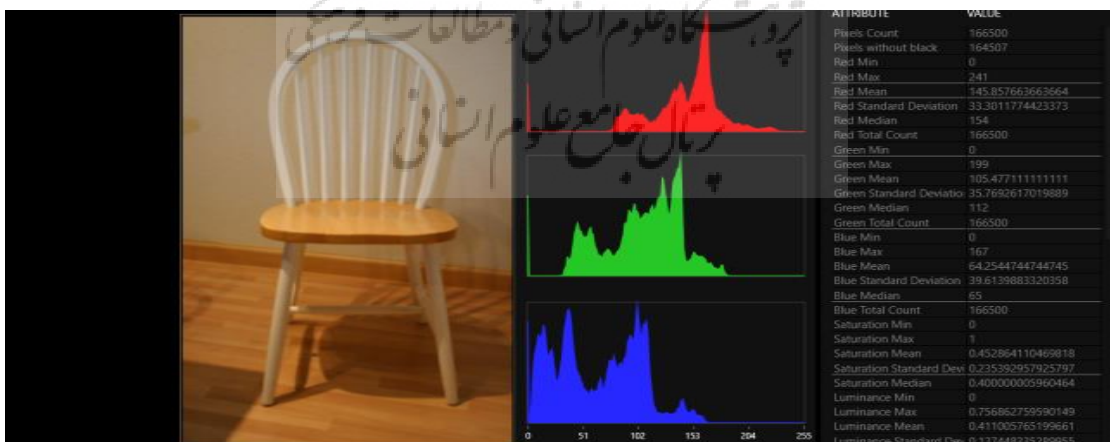 پژوهشگاه علوم انسانی و مطالعات فرهنگی
پرتال جامع علوم انسانی
ATTRIBUTE VALUE
Pixels Count 166500
Pixels without black 164507
Red Min 0
Red Max 241
Red Mean 145.857663663664
Red Standard Deviation 33.3011774423373
Red Median 154
Red Total Count 166500
Green Min 0
Green Max 199
Green Mean 105.477111111111
Green Standard Deviatio 35.7692617019889
Green Median 112
Green Total Count 166500
Blue Min 0
Blue Max 167
Blue Mean 64.2544744744745
Blue Standard Deviation 39.6139883320358
Blue Median 65
Blue Total Count 166500
Saturation Min 0
Saturation Max 1
Saturation Mean 0.452864110469818
Saturation Standard Devi 0.235392957925797
Saturation Median 0.400000005960464
Luminance Min 0
Luminance Max 0.756862759590149
Luminance Mean 0.411005765199661
0 51 102 153 204 255